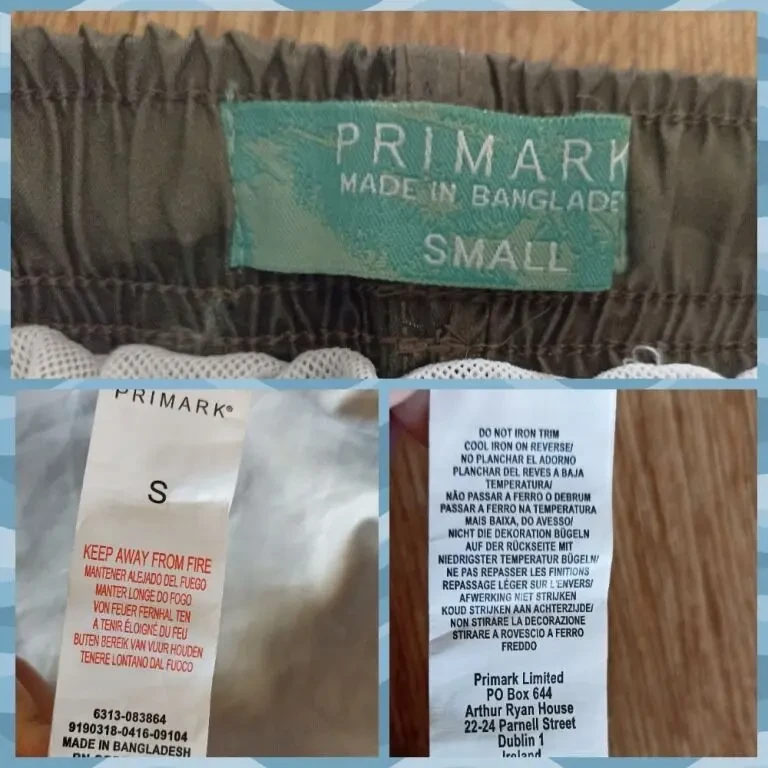 PRIMARK
MADE IN BANGLADE
SMALL
PRIMARK®
S
KEEP AWAY FROM FIRE
MANTENER ALEJADO DEL FUEGO
MANTER LONGE DO FOGO
VON FEUER FERNHAL TEN
A TENIR ÉLOIGNÉ DU FEU
BUTEN BEREIK VAN VUUR HOUDEN
TENERE LONTANO DAL FUOCO
6313-083864
9190318-0416-09104
MADE IN BANGLADESH
DO NOT IRON TRIM
COOL IRON ON REVERSE/
NO PLANCHAR EL ADORNO
PLANCHAR DEL REVES A BAJA
TEMPERATURA/
NÃO PASSAR A FERRO O DEBRUM
PASSAR A FERRO NA TEMPERATURA
MAIS BAIXA, DO AVESSO/
NICHT DIE DEKORATION BÜGELN
AUF DER RÜCKSEITE MIT
NIEDRIGSTER TEMPERATUR BÜGELN/
NE PAS REPASSER LES FINITIONS
REPASSAGE LÉGER SUR L'ENVERS/
AFWERKING NIET STRIJKEN
KOUD STRIJKEN AAN ACHTERZIJDE/
NON STIRARE LA DECORAZIONE
STIRARE A ROVESCIO A FERRO
FREDDO
Primark Limited
PO Box 644
Arthur Ryan House
22-24 Parnell Street
Dublin 1
Ireland